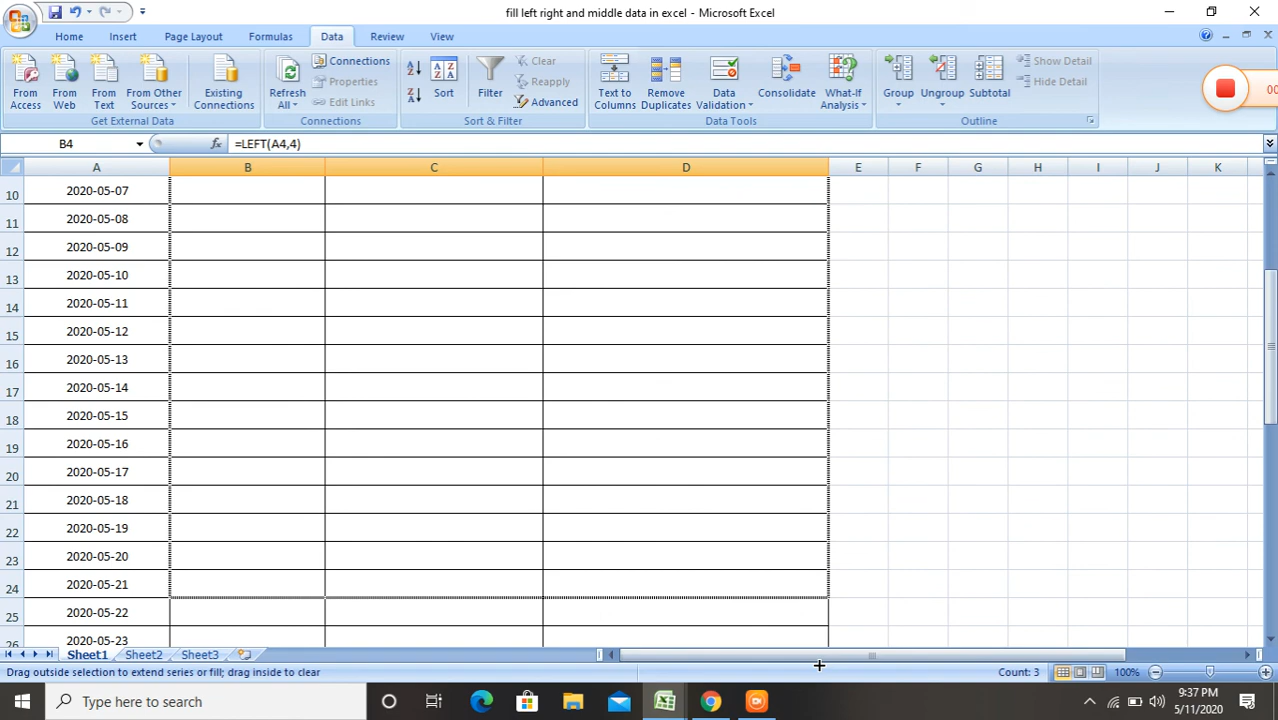 fill left right and middle data in excel - Microsoft Excel
Home Insert Page Layout Formulas Data Review View
From Access
From Web
From Text
From Other Sources
Existing Connections
Get External Data
Refresh All
Connections
Properties
Edit Links
Connections
Sort
Filter
Clear
Reapply
Advanced
Sort & Filter
Text to Columns
Remove Duplicates
Data Validation
Consolidate
What-If Analysis
Data Tools
Group
Ungroup
Subtotal
Show Detail
Hide Detail
Outline
00
B4 fx =LEFT(A4,4)
A B C D E F G H I J K
10 2020-05-07
11 2020-05-08
12 2020-05-09
13 2020-05-10
14 2020-05-11
15 2020-05-12
16 2020-05-13
17 2020-05-14
18 2020-05-15
19 2020-05-16
20 2020-05-17
21 2020-05-18
22 2020-05-19
23 2020-05-20
24 2020-05-21
25 2020-05-22
26 2020-05-23
Sheet1 Sheet2 Sheet3
Drag outside selection to extend series or fill; drag inside to clear Count: 3 100%
Type here to search
9:37 PM
5/11/2020